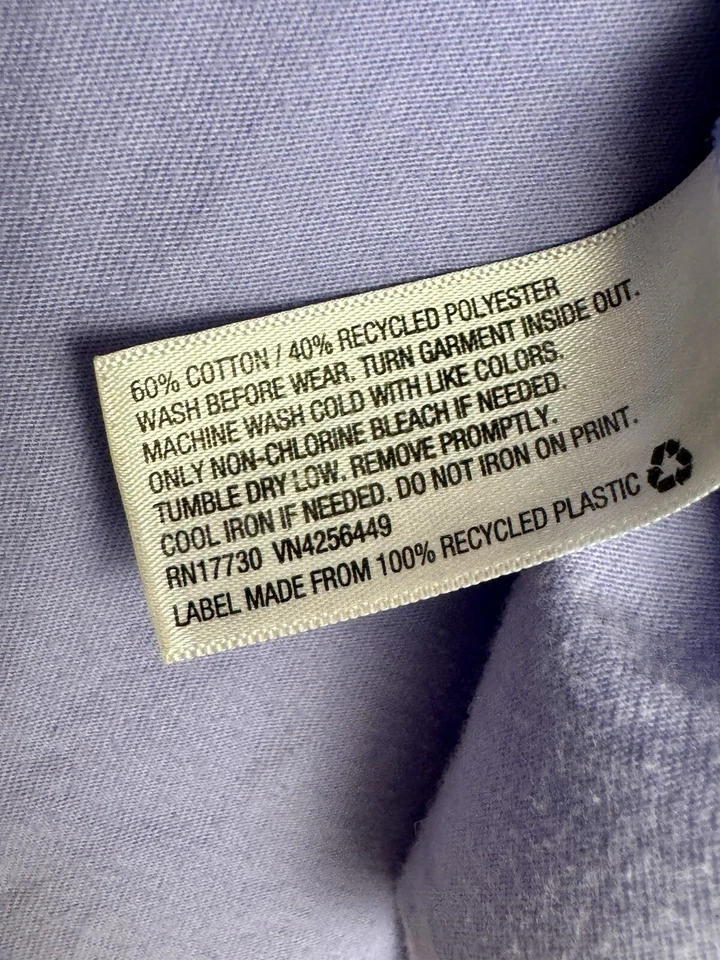 60% COTTON / 40% RECYCLED POLYESTER
WASH BEFORE WEAR. TURN GARMENT INSIDE OUT.
MACHINE WASH COLD WITH LIKE COLORS.
ONLY NON-CHLORINE BLEACH IF NEEDED.
TUMBLE DRY LOW. REMOVE PROMPTLY.
COOL IRON IF NEEDED. DO NOT IRON ON PRINT.
RN17730 VN4256449
LABEL MADE FROM 100% RECYCLED PLASTIC